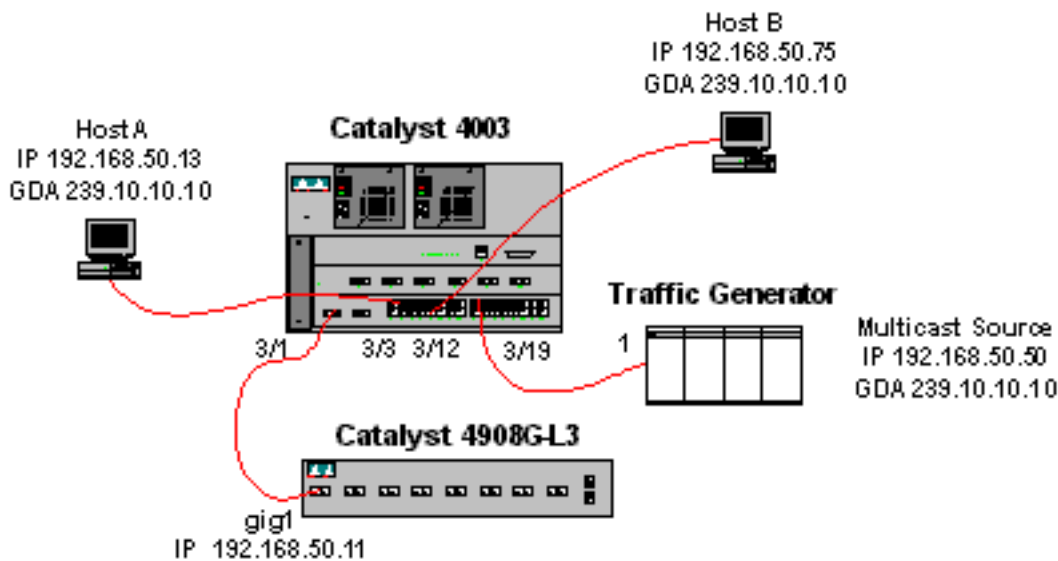 Host B
IP 192.168.50.75
GDA 239.10.10.10
Host A
IP 192.168.50.13
GDA 239.10.10.10
Catalyst 4003
3/1
3/3
3/12
3/19
Traffic Generator
1
Multicast Source
IP 192.168.50.50
GDA 239.10.10.10
Catalyst 4908G-L3
gig1
IP 192.168.50.11